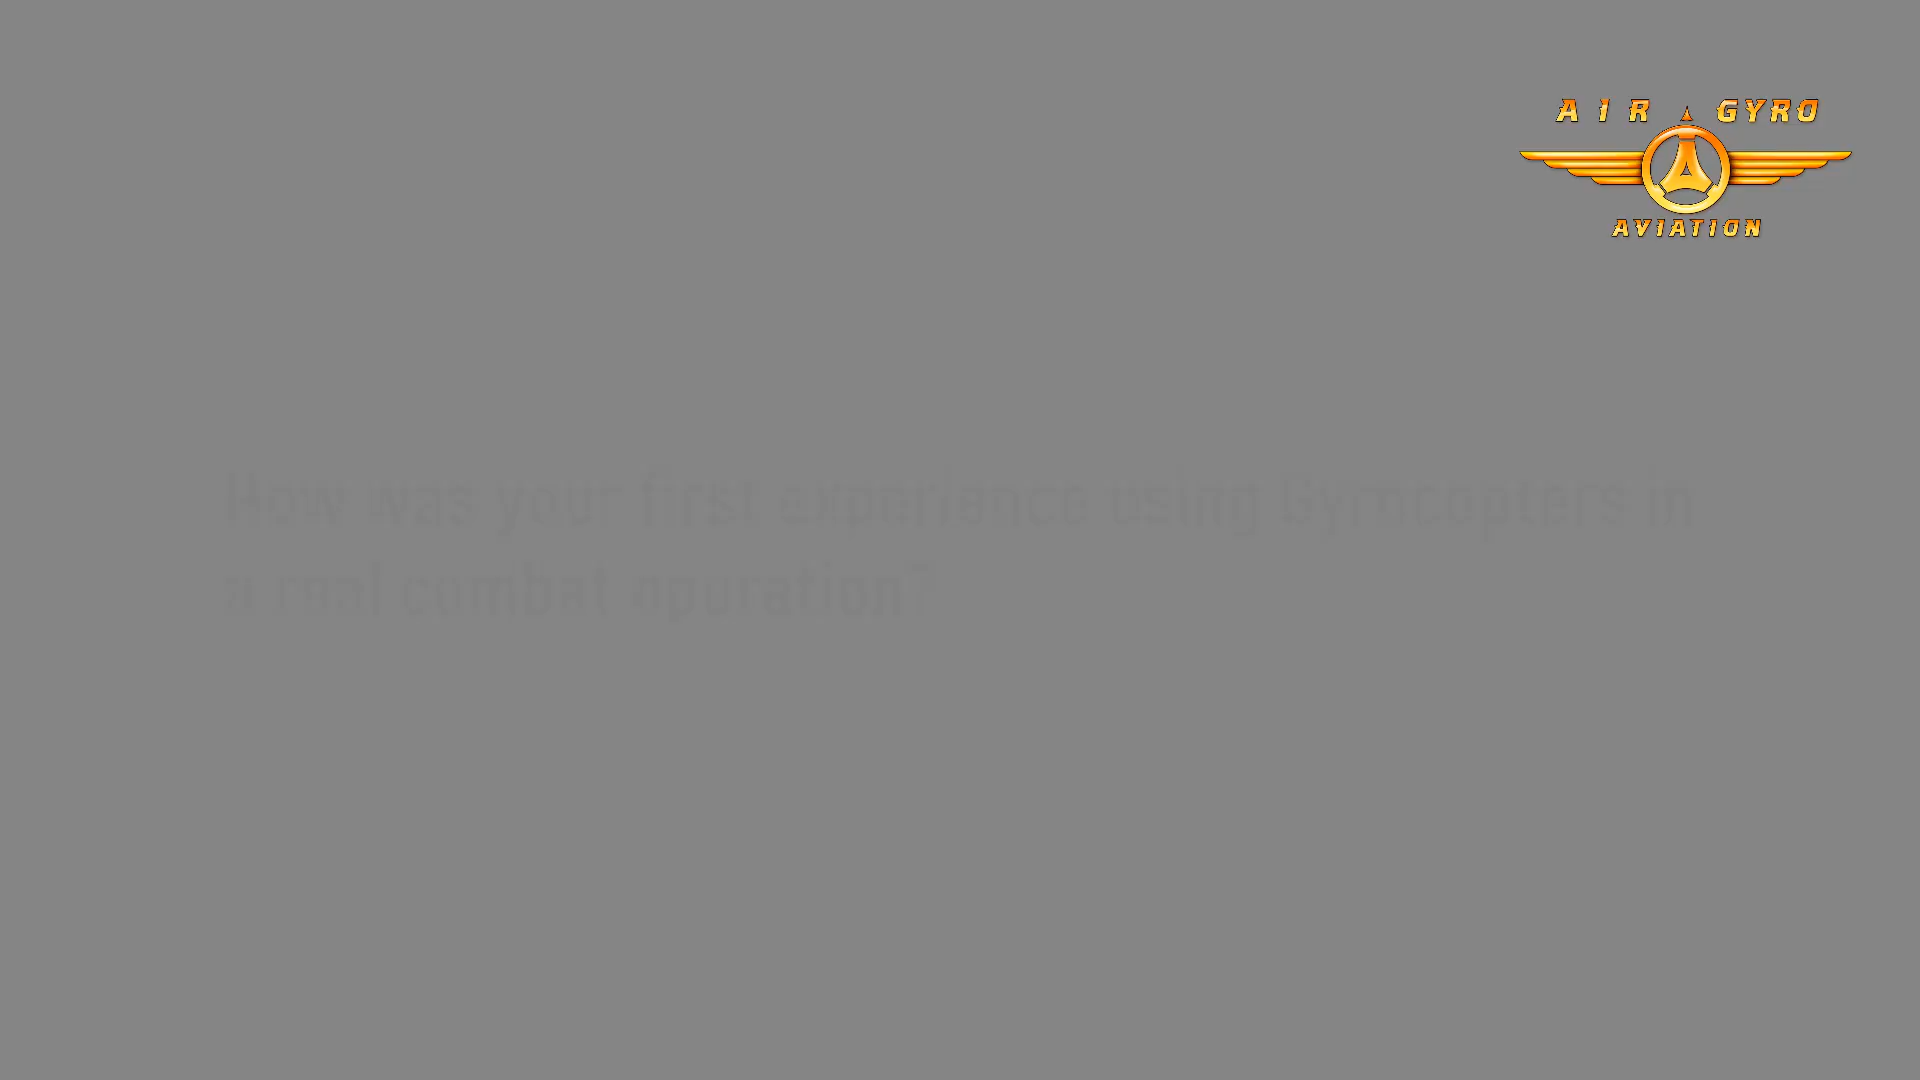 AIR GYRO
AVIATION
How was your first experience using Gyrocopters in
a real combat operation?